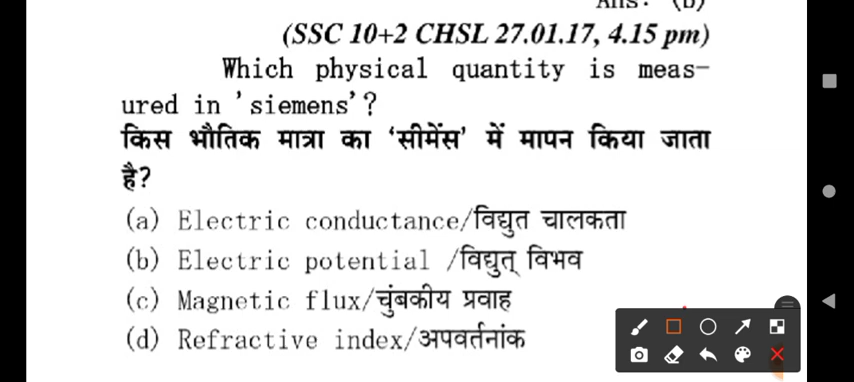 Ans: (b)
(SSC 10+2 CHSL 27.01.17, 4.15 pm)
Which physical quantity is meas-
ured in 'siemens'?
किस भौतिक मात्रा का ‘सीमेंस’ में मापन किया जाता
है?
(a) Electric conductance/विद्युत चालकता
(b) Electric potential /विद्युत् विभव
(c) Magnetic flux/चुंबकीय प्रवाह
(d) Refractive index/अपवर्तनांक